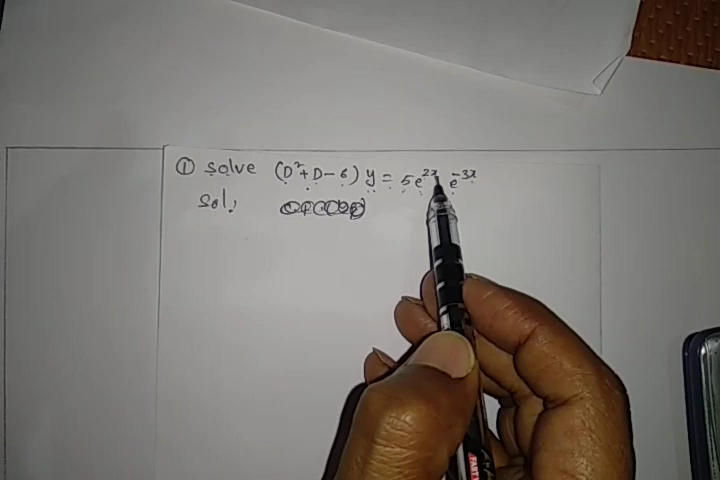 ① Solve (D²+D-6) y = 5e²ˣ e⁻³ˣ
Sol: